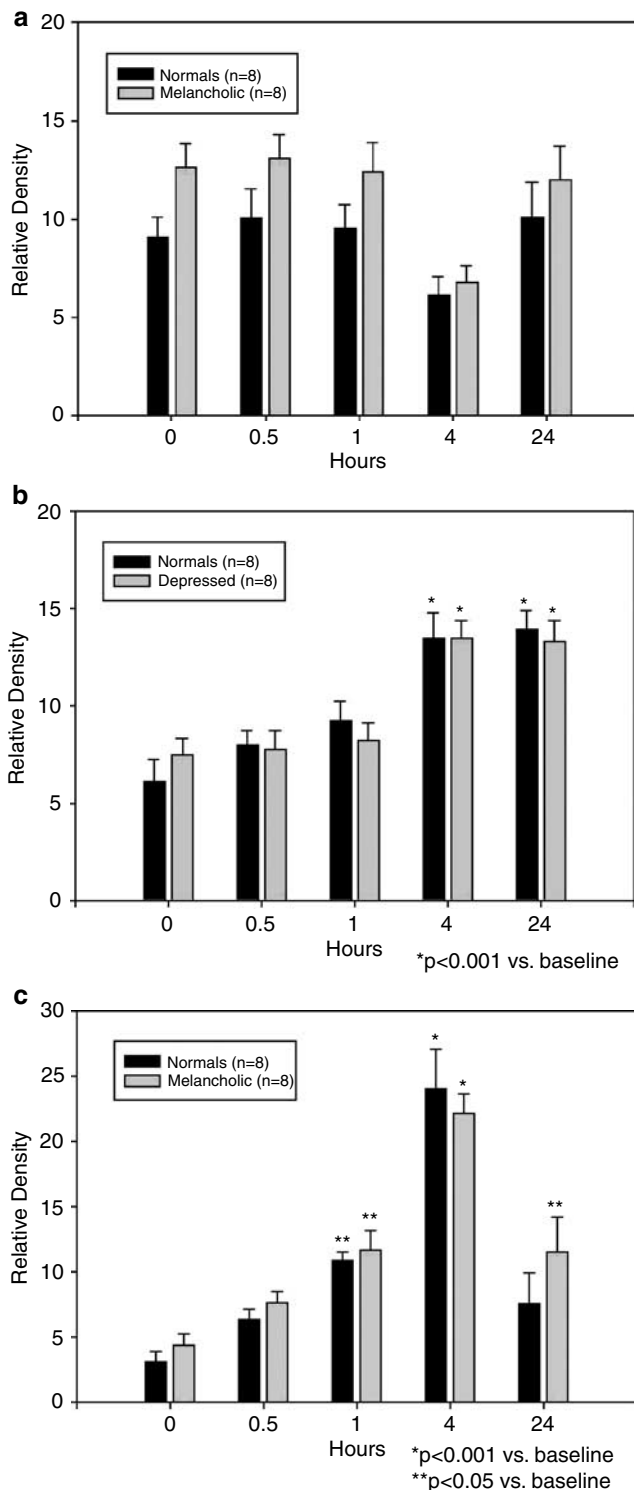 a
20
Normals (n=8)
Melancholic (n=8)
15
10
5
0
Relative Density
0 0.5 1 4 24
Hours
b
20
Normals (n=8)
Depressed (n=8)
15
* * * *
10
5
0
Relative Density
0 0.5 1 4 24
Hours
*p<0.001 vs. baseline
c
30
Normals (n=8)
Melancholic (n=8)
* *
25
20
15
** ** **
10
5
0
Relative Density
0 0.5 1 4 24
Hours
*p<0.001 vs. baseline
**p<0.05 vs. baseline